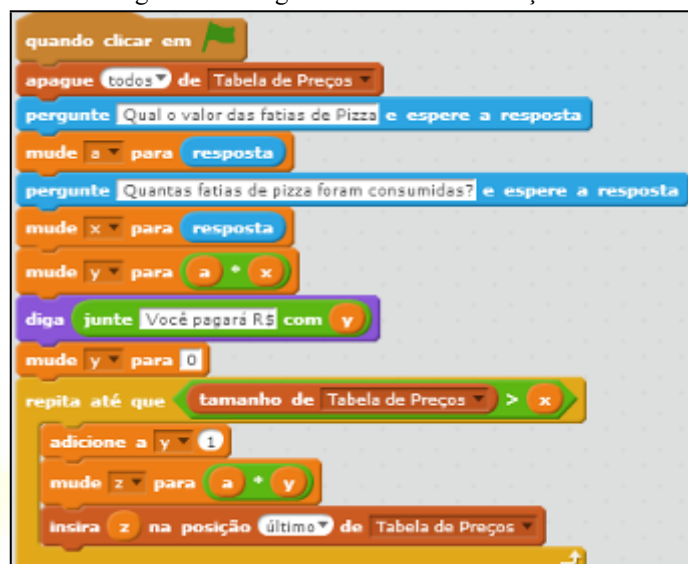 quando clicar em
apague todos de Tabela de Preços
pergunte Qual o valor das fatias de Pizza e espere a resposta
mude a para resposta
pergunte Quantas fatias de pizza foram consumidas? e espere a resposta
mude x para resposta
mude y para a * x
diga junte Você pagará R$ com y
mude y para 0
repita até que tamanho de Tabela de Preços > x
adicione a y 1
mude z para a * y
insira z na posição último de Tabela de Preços